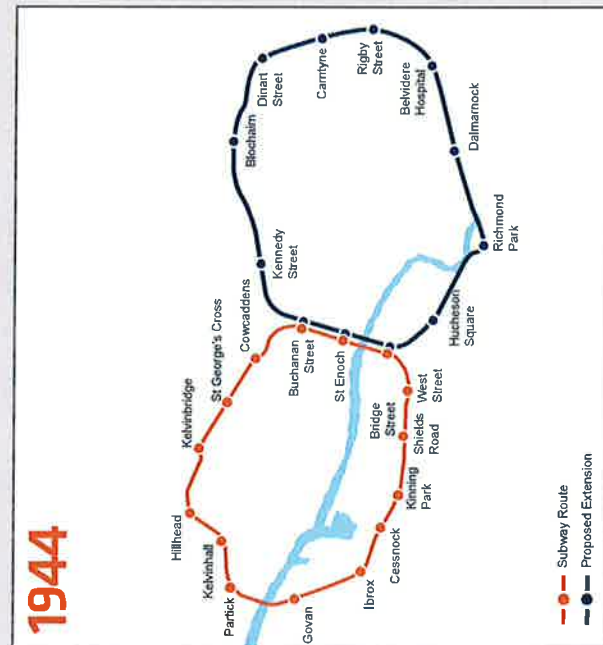 1944
Hillhead
Kelvinbridge
St George's Cross
Cowcaddens
Kelvinhall
Partick
Govan
Ibrox
Cessnock
Kinning
Park
Shields
Road
West
Street
Bridge
Street
St Enoch
Buchanan
Street
Kennedy
Street
Blochairn
Dinart
Street
Carntyne
Rigby
Street
Belvidere
Hospital
Dalmarnock
Richmond
Park
Hucheson
Square
Subway Route
Proposed Extension